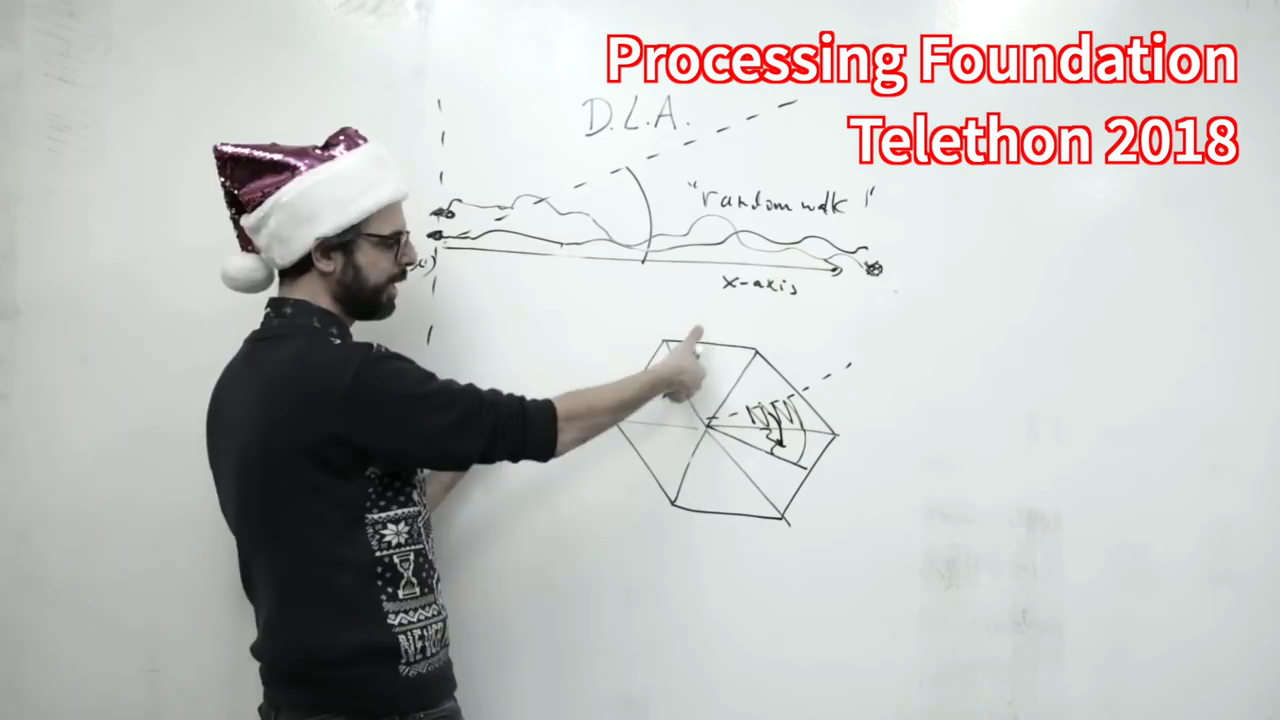 Processing Foundation
Telethon 2018
D.L.A.
"random walk"
x-axis